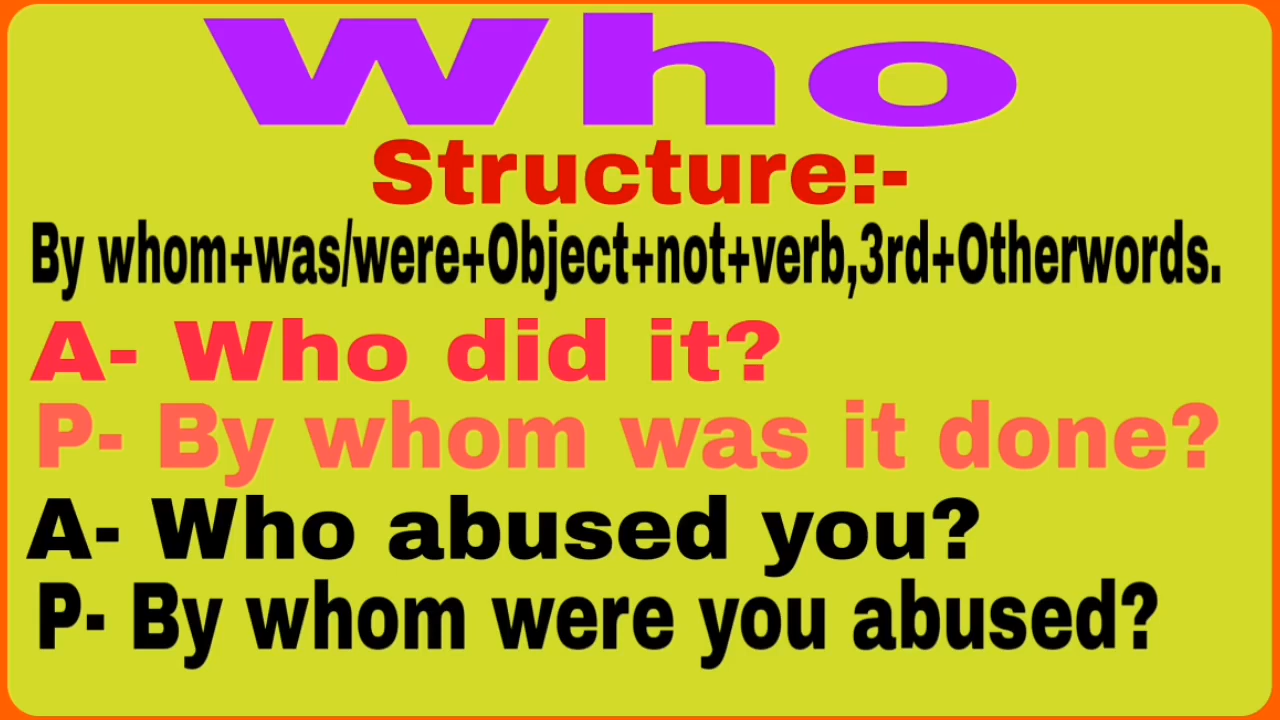 Who
Structure:-
By whom+was/were+Object+not+verb,3rd+Otherwords.
A- Who did it?
P- By whom was it done?
A- Who abused you?
P- By whom were you abused?